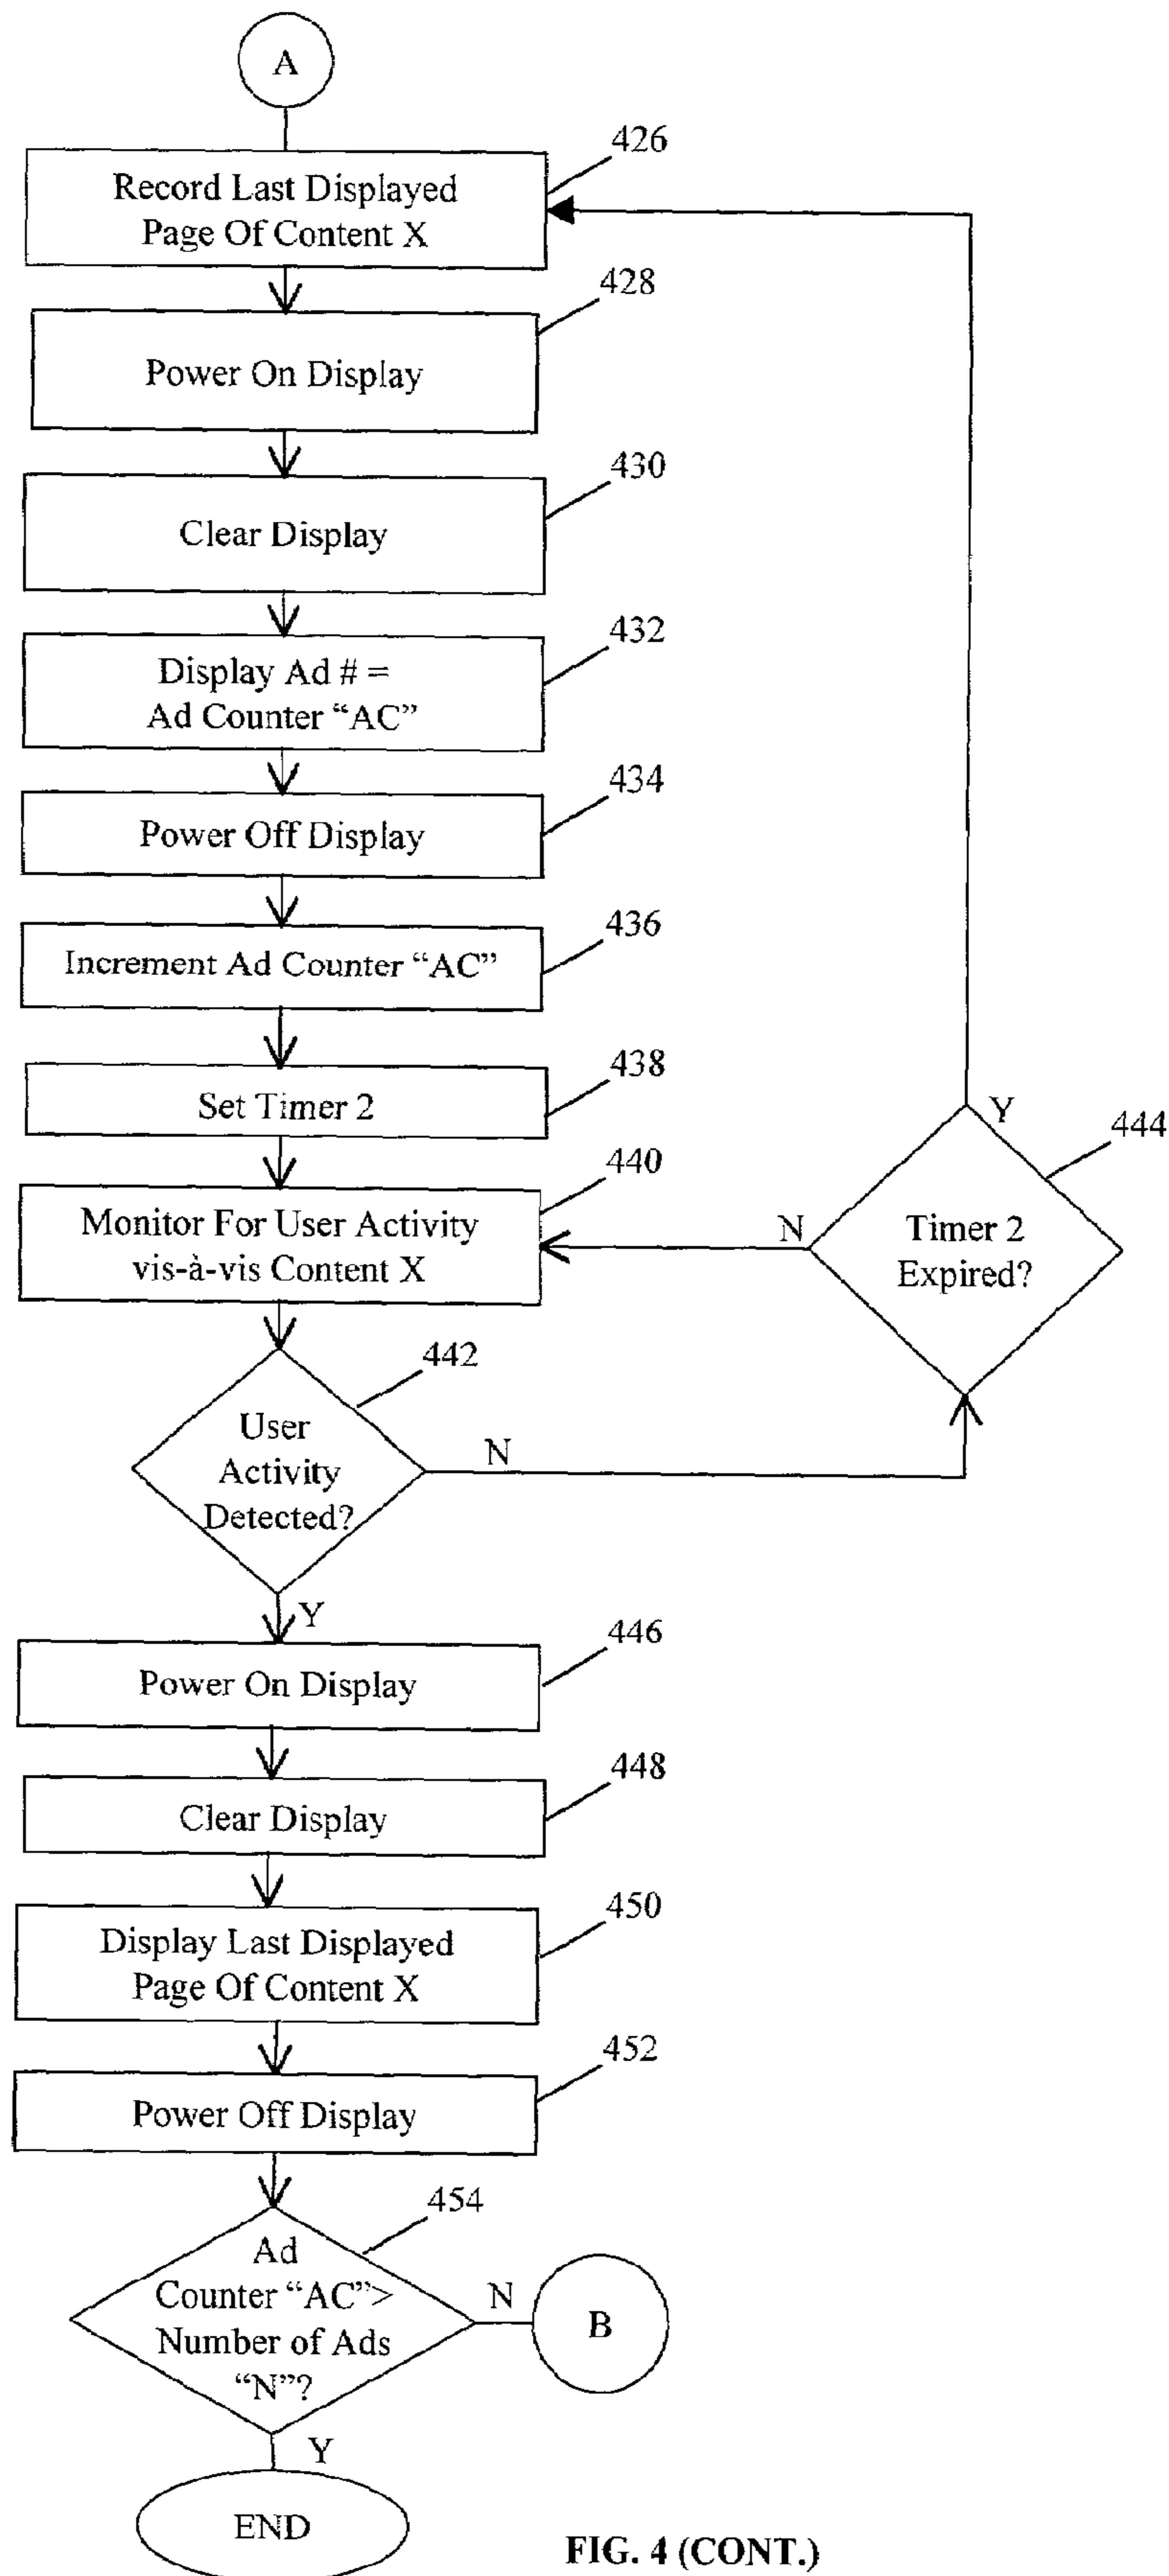 A
426
Record Last Displayed
Page Of Content X
428
Power On Display
430
Clear Display
432
Display Ad # =
Ad Counter “AC”
434
Power Off Display
436
Increment Ad Counter “AC”
438
Set Timer 2
440
Monitor For User Activity
vis-à-vis Content X
N
Y
444
Timer 2
Expired?
442
User
Activity
Detected?
N
Y
446
Power On Display
448
Clear Display
450
Display Last Displayed
Page Of Content X
452
Power Off Display
454
Ad
Counter “AC”>
Number of Ads
“N”?
N
B
Y
END
FIG. 4 (CONT.)